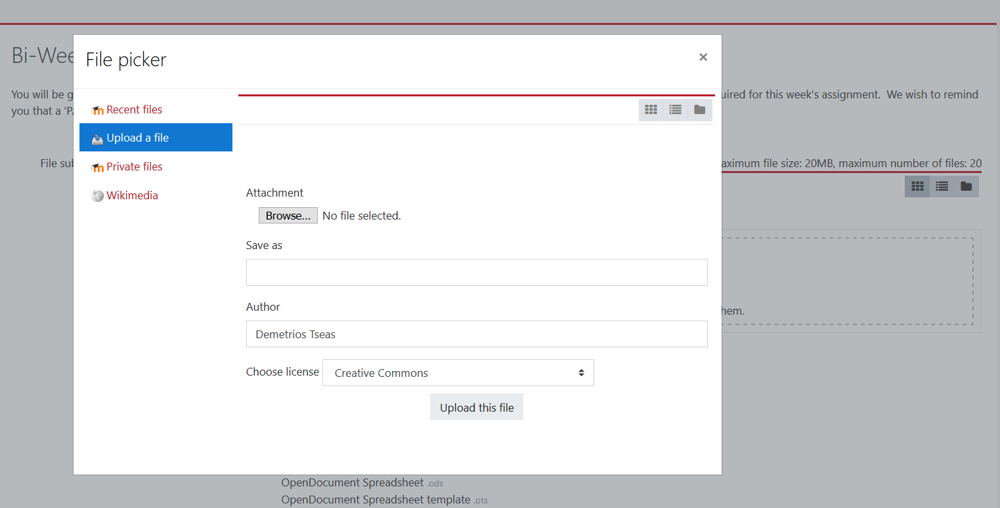 Bi-Wee
File picker
×
You will be g
uired for this week's assignment.  We wish to remind
you that a 'P
Recent files
Upload a file
Private files
Wikimedia
File sub
aximum file size: 20MB, maximum number of files: 20
Attachment
Browse... No file selected.
Save as
hem.
Author
Demetrios Tseas
Choose license Creative Commons
Upload this file
OpenDocument Spreadsheet .ods
OpenDocument Spreadsheet template .ots